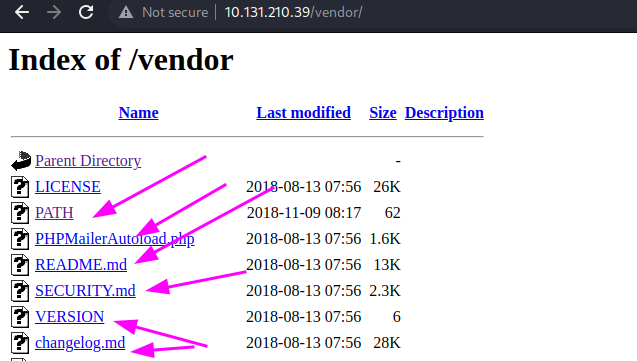 Not secure | 10.131.210.39/vendor/
Index of /vendor
Name Last modified Size Description
Parent Directory -
LICENSE 2018-08-13 07:56 26K
PATH 2018-11-09 08:17 62
PHPMailerAutoload.php 2018-08-13 07:56 1.6K
README.md 2018-08-13 07:56 13K
SECURITY.md 2018-08-13 07:56 2.3K
VERSION 2018-08-13 07:56 6
changelog.md 2018-08-13 07:56 28K